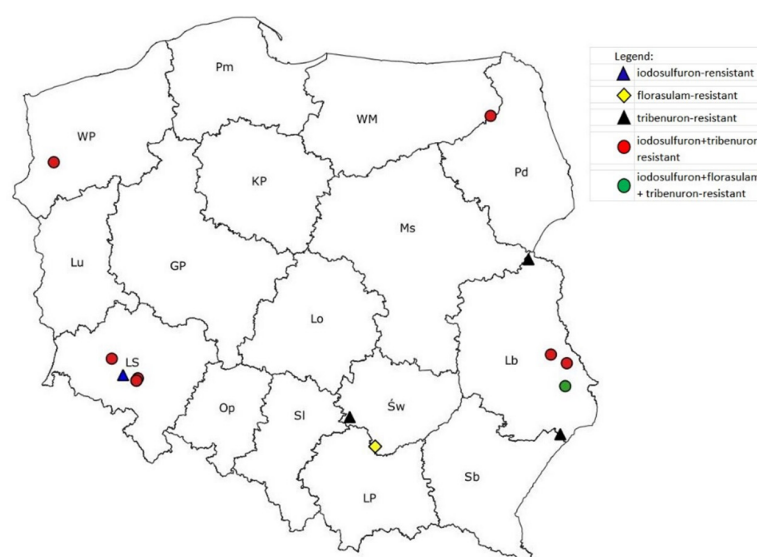 Legend:
iodosulfuron-rensistant
florasulam-resistant
tribenuron-resistant
iodosulfuron+tribenuron
resistant
iodosulfuron+florasulam
+ tribenuron-resistant
Pm
WP
WM
KP
Pd
Ms
Lu
GP
Lo
LS
Lb
Op
Sl
Św
LP
Sb